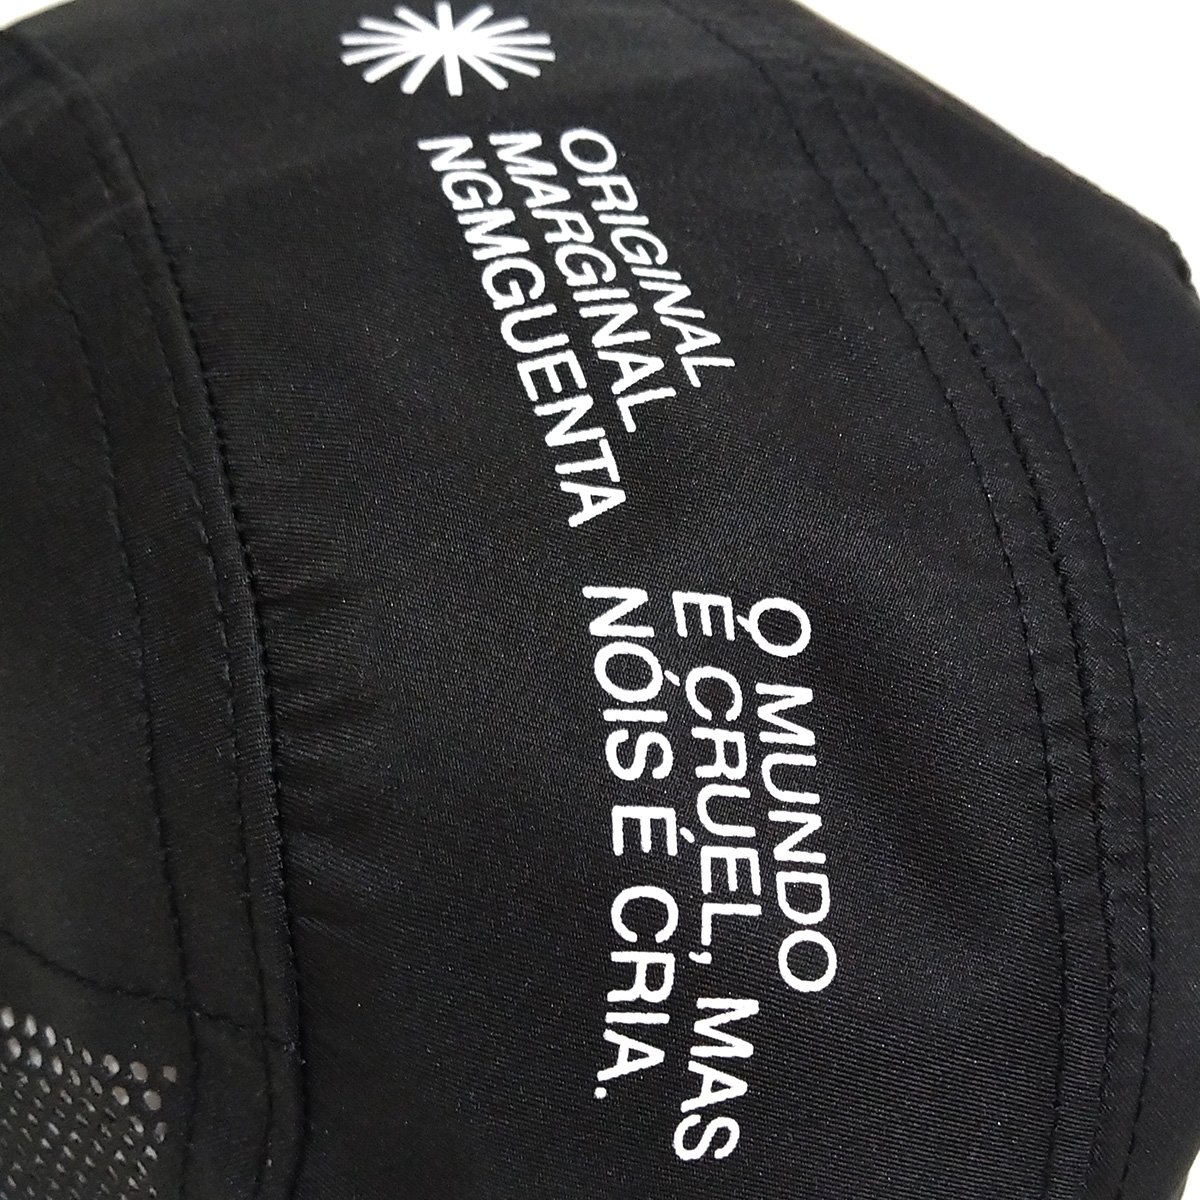 ORIGINAL
MARGINAL
NGMGUENTA
O MUNDO
É CRUEL, MAS
NÓIS É CRIA.